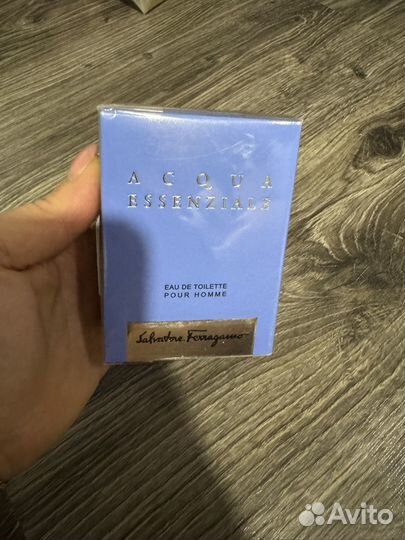 ACQUA
ESSENZIALE
EAU DE TOILETTE
POUR HOMME
Salvatore Ferragamo
Avito